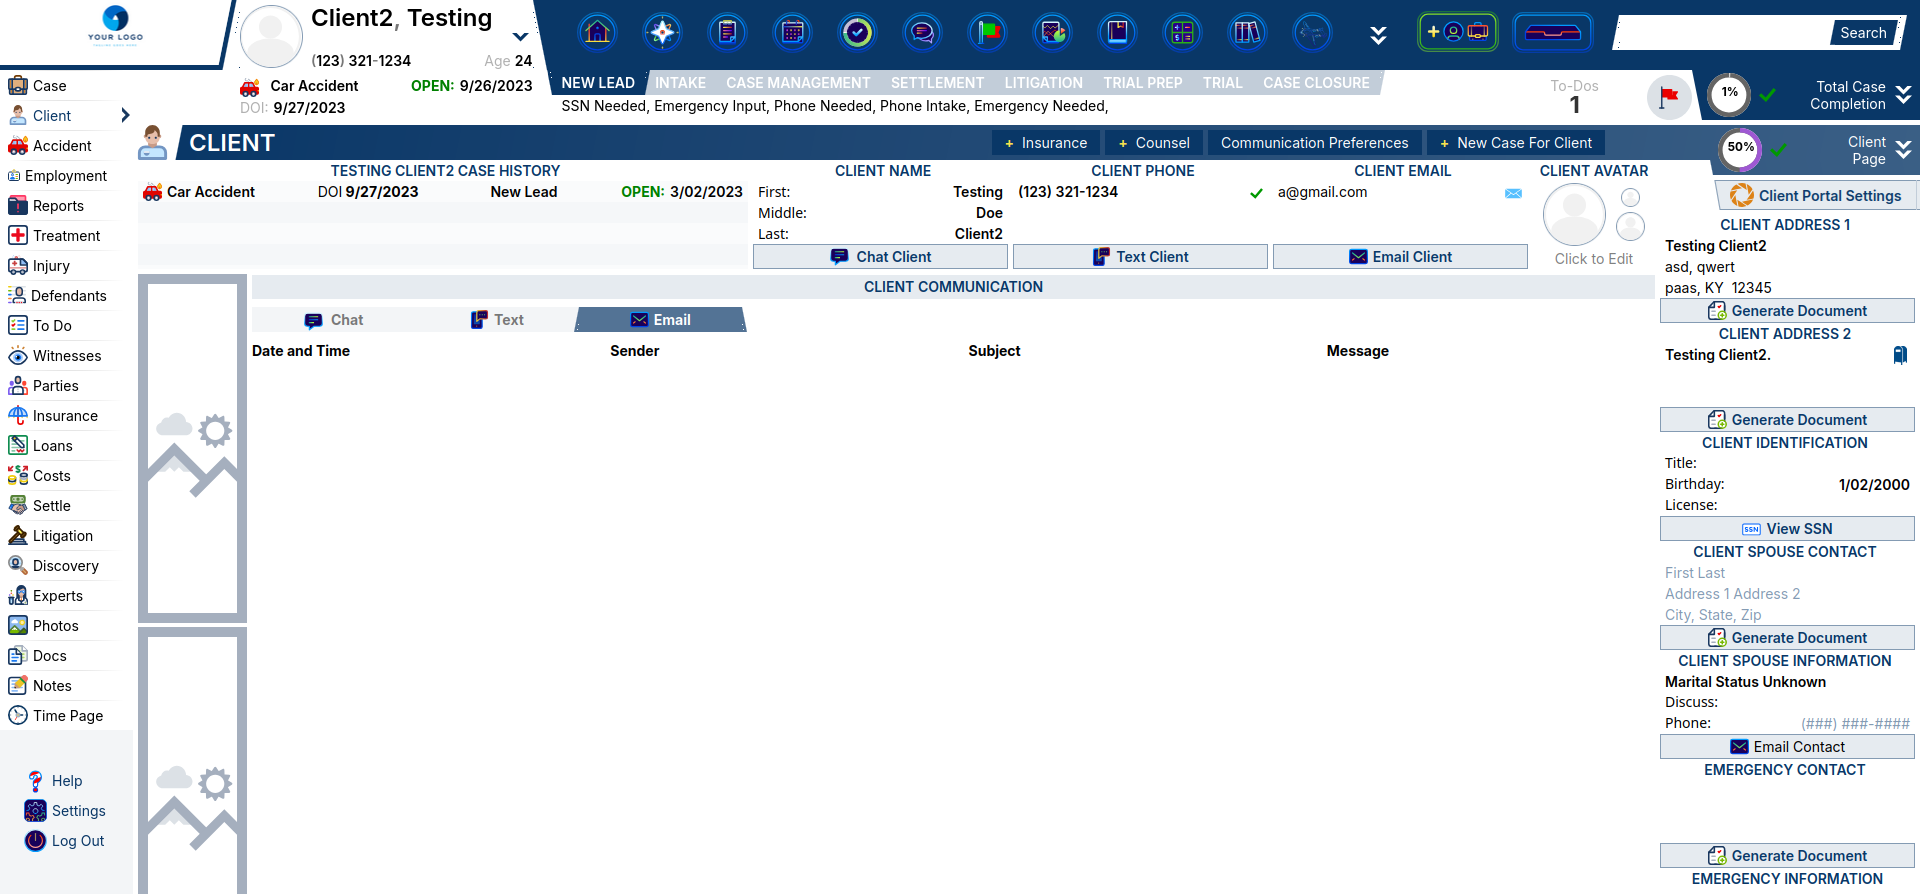 YOUR LOGO
Client2, Testing
(123) 321-1234
Age 24
Search
Car Accident
OPEN: 9/26/2023
DOI: 9/27/2023
NEW LEAD
INTAKE
CASE MANAGEMENT
SETTLEMENT
LITIGATION
TRIAL PREP
TRIAL
CASE CLOSURE
SSN Needed, Emergency Input, Phone Needed, Phone Intake, Emergency Needed,
To-Dos
1
1%
Total Case
Completion
Case
Client
Accident
Employment
Reports
Treatment
Injury
Defendants
To Do
Witnesses
Parties
Insurance
Loans
Costs
Settle
Litigation
Discovery
Experts
Photos
Docs
Notes
Time Page
Help
Settings
Log Out
CLIENT
+ Insurance
+ Counsel
Communication Preferences
+ New Case For Client
50%
Client
Page
TESTING CLIENT2 CASE HISTORY
Car Accident
DOI 9/27/2023
New Lead
OPEN: 3/02/2023
CLIENT NAME
First: Testing
Middle: Doe
Last: Client2
Chat Client
CLIENT PHONE
(123) 321-1234
Text Client
CLIENT EMAIL
a@gmail.com
Email Client
CLIENT AVATAR
Click to Edit
CLIENT COMMUNICATION
Chat
Text
Email
Date and Time
Sender
Subject
Message
Client Portal Settings
CLIENT ADDRESS 1
Testing Client2
asd, qwert
paas, KY 12345
Generate Document
CLIENT ADDRESS 2
Testing Client2.
Generate Document
CLIENT IDENTIFICATION
Title:
Birthday: 1/02/2000
License:
SSN View SSN
CLIENT SPOUSE CONTACT
First Last
Address 1 Address 2
City, State, Zip
Generate Document
CLIENT SPOUSE INFORMATION
Marital Status Unknown
Discuss:
Phone: (###) ###-####
Email Contact
EMERGENCY CONTACT
Generate Document
EMERGENCY INFORMATION